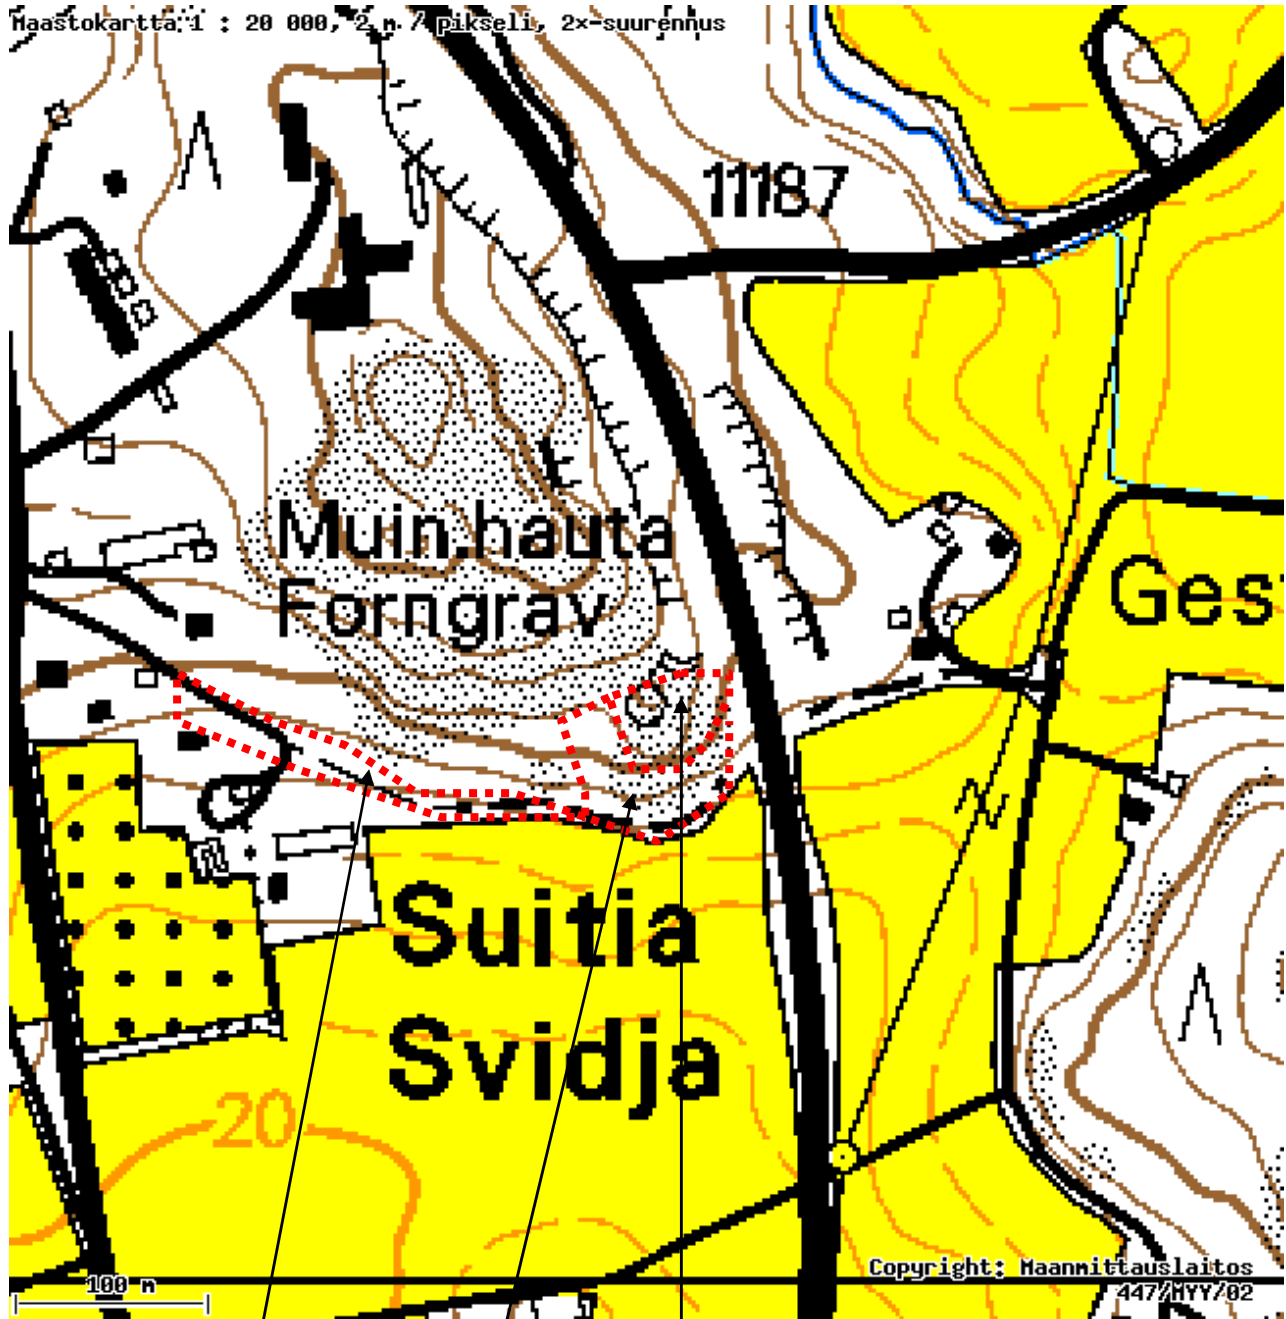 Maastokartta 1 : 20 000, 2 m / pikseli, 2x-suurennus
11187
Muin.hauta
Forngrav
Ges
Suitia
Svidja
20
Copyright: Maanmittauslaitos
447/MYY/02
100 m